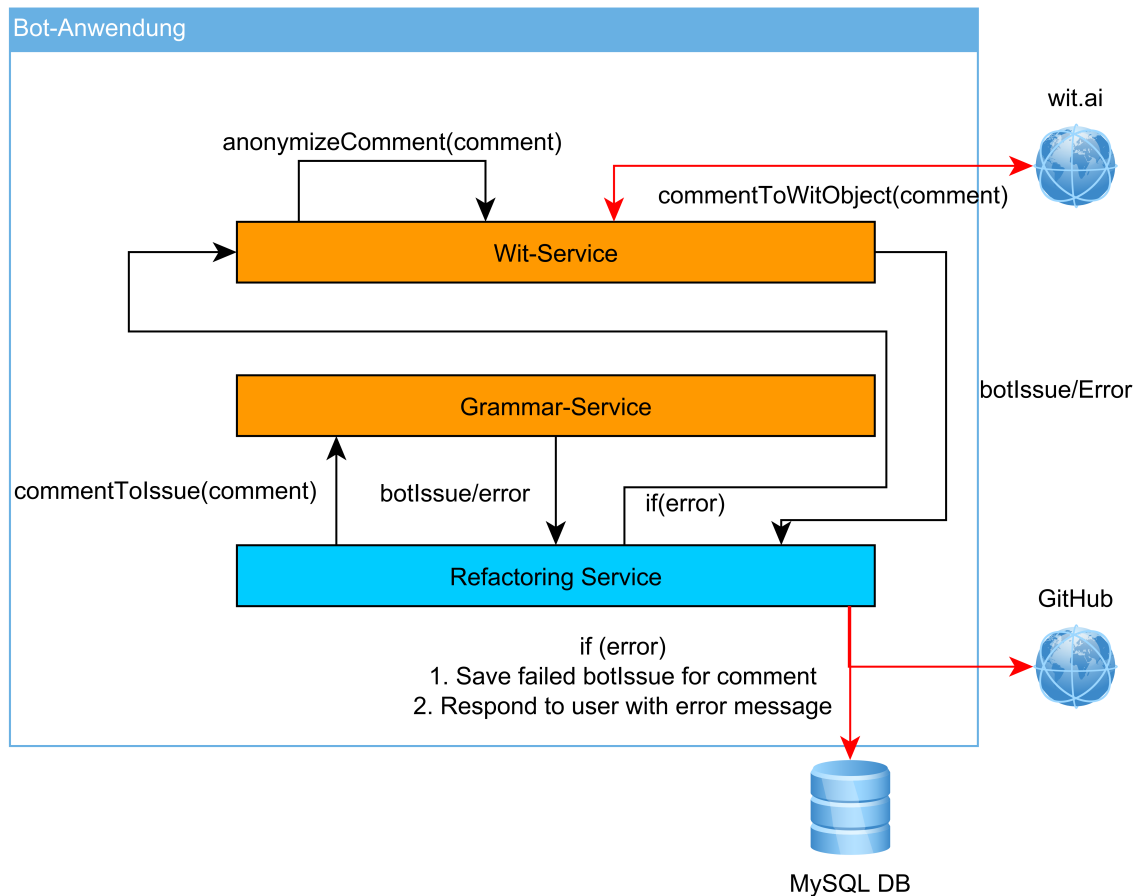 Bot-Anwendung
wit.ai
anonymizeComment(comment)
commentToWitObject(comment)
Wit-Service
botIssue/Error
Grammar-Service
commentToIssue(comment)
botIssue/error
if(error)
Refactoring Service
GitHub
if (error)
1. Save failed botIssue for comment
2. Respond to user with error message
MySQL DB